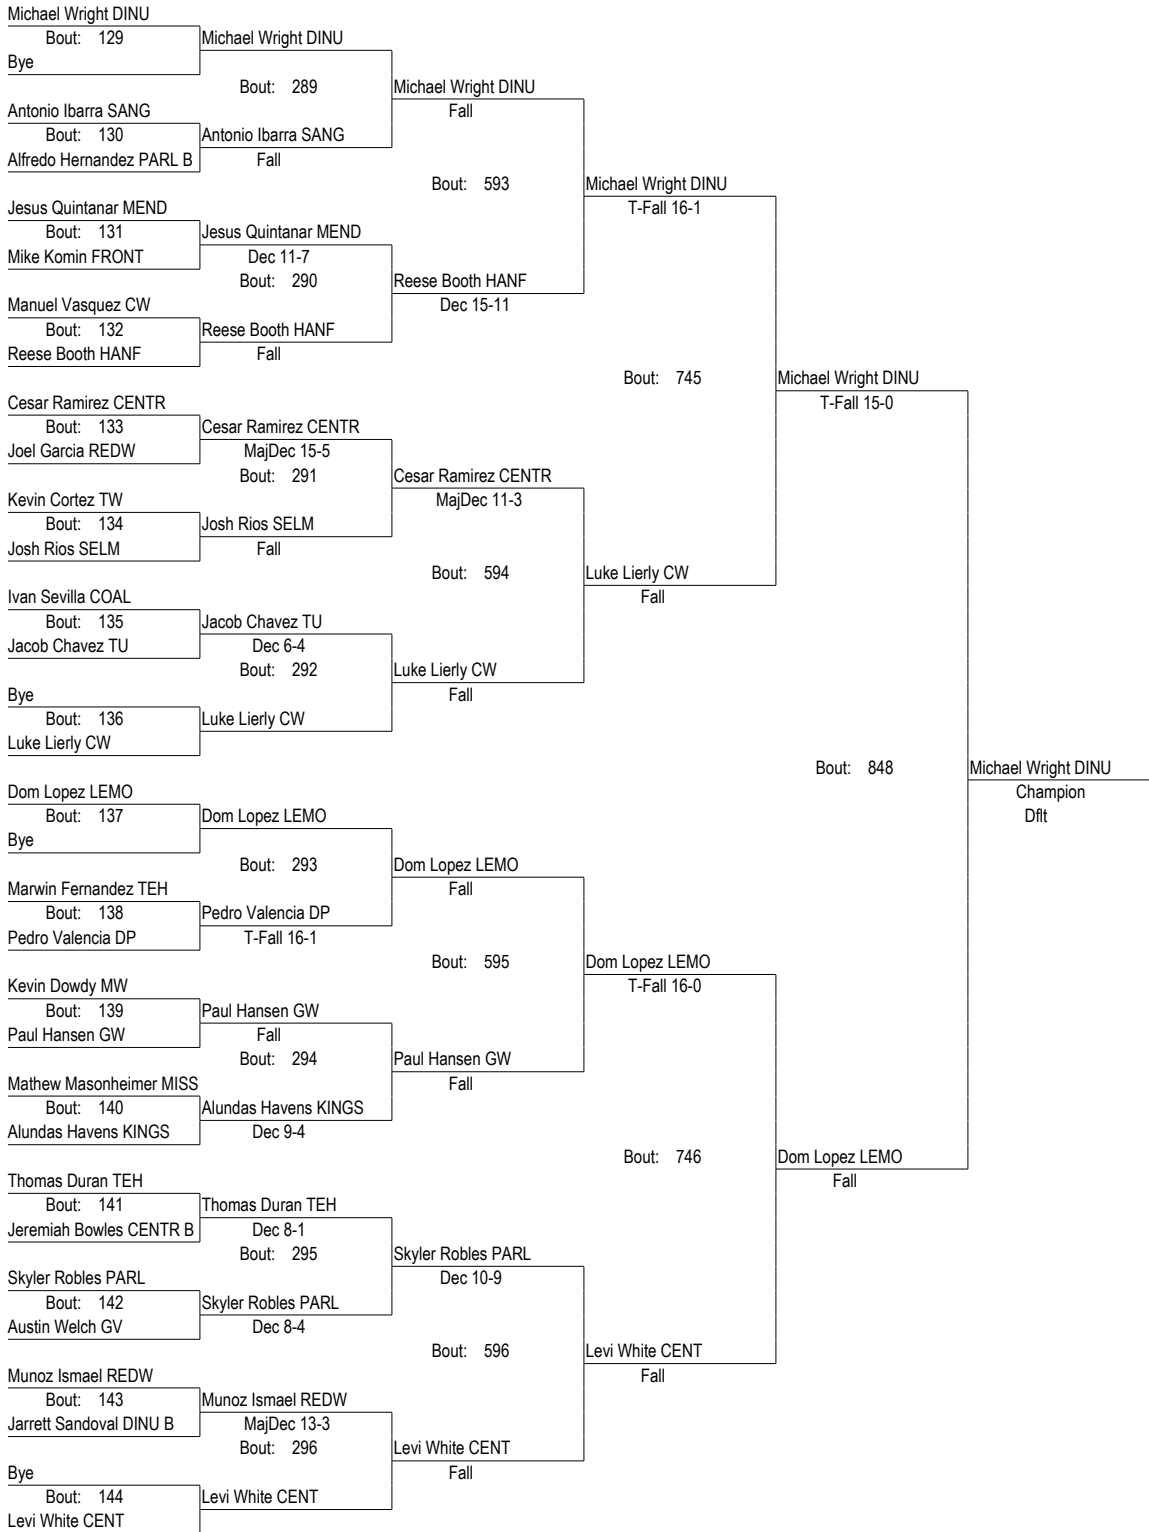 Michael Wright DINU
Bout: 129
Michael Wright DINU
Bye
Bout: 289
Michael Wright DINU
Fall
Antonio Ibarra SANG
Bout: 130
Antonio Ibarra SANG
Alfredo Hernandez PARL B
Fall
Bout: 593
Michael Wright DINU
T-Fall 16-1
Jesus Quintanar MEND
Bout: 131
Jesus Quintanar MEND
Mike Komin FRONT
Dec 11-7
Bout: 290
Reese Booth HANF
Dec 15-11
Manuel Vasquez CW
Bout: 132
Reese Booth HANF
Reese Booth HANF
Fall
Bout: 745
Michael Wright DINU
T-Fall 15-0
Cesar Ramirez CENTR
Bout: 133
Cesar Ramirez CENTR
Joel Garcia REDW
MajDec 15-5
Bout: 291
Cesar Ramirez CENTR
MajDec 11-3
Kevin Cortez TW
Bout: 134
Josh Rios SELM
Josh Rios SELM
Fall
Bout: 594
Luke Lierly CW
Fall
Ivan Sevilla COAL
Bout: 135
Jacob Chavez TU
Jacob Chavez TU
Dec 6-4
Bout: 292
Luke Lierly CW
Fall
Bye
Bout: 136
Luke Lierly CW
Luke Lierly CW
Bout: 848
Michael Wright DINU
Champion
Dflt
Dom Lopez LEMO
Bout: 137
Dom Lopez LEMO
Bye
Bout: 293
Dom Lopez LEMO
Fall
Marwin Fernandez TEH
Bout: 138
Pedro Valencia DP
Pedro Valencia DP
T-Fall 16-1
Bout: 595
Dom Lopez LEMO
T-Fall 16-0
Kevin Dowdy MW
Bout: 139
Paul Hansen GW
Paul Hansen GW
Fall
Bout: 294
Paul Hansen GW
Fall
Mathew Masonheimer MISS
Bout: 140
Alundas Havens KINGS
Alundas Havens KINGS
Dec 9-4
Bout: 746
Dom Lopez LEMO
Fall
Thomas Duran TEH
Bout: 141
Thomas Duran TEH
Jeremiah Bowles CENTR B
Dec 8-1
Bout: 295
Skyler Robles PARL
Dec 10-9
Skyler Robles PARL
Bout: 142
Skyler Robles PARL
Austin Welch GV
Dec 8-4
Bout: 596
Levi White CENT
Fall
Munoz Ismael REDW
Bout: 143
Munoz Ismael REDW
Jarrett Sandoval DINU B
MajDec 13-3
Bout: 296
Levi White CENT
Fall
Bye
Bout: 144
Levi White CENT
Levi White CENT